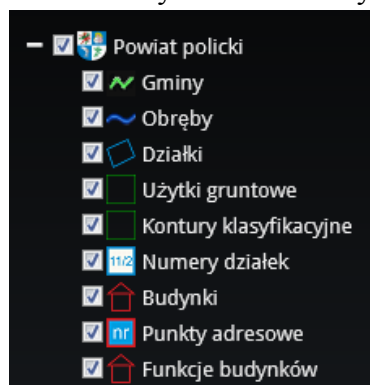 Powiat policki
Gminy
Obręby
Działki
Użytki gruntowe
Kontury klasyfikacyjne
11/2 Numery działek
Budynki
nr Punkty adresowe
Funkcje budynków